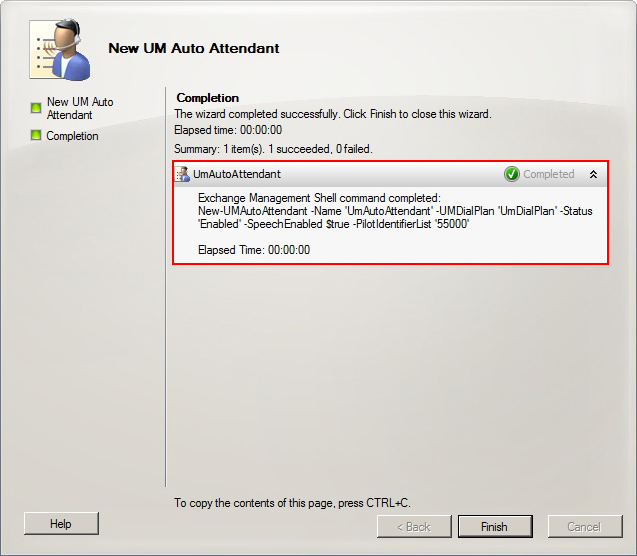 New UM Auto Attendant
New UM Auto
Attendant
Completion
Completion
The wizard completed successfully. Click Finish to close this wizard.
Elapsed time: 00:00:00
Summary: 1 item(s). 1 succeeded, 0 failed.
UmAutoAttendant
Completed
Exchange Management Shell command completed:
New-UMAutoAttendant -Name 'UmAutoAttendant' -UMDialPlan 'UmDialPlan' -Status
'Enabled' -SpeechEnabled $true -PilotIdentifierList '55000'
Elapsed Time: 00:00:00
To copy the contents of this page, press CTRL+C.
Help
< Back
Finish
Cancel